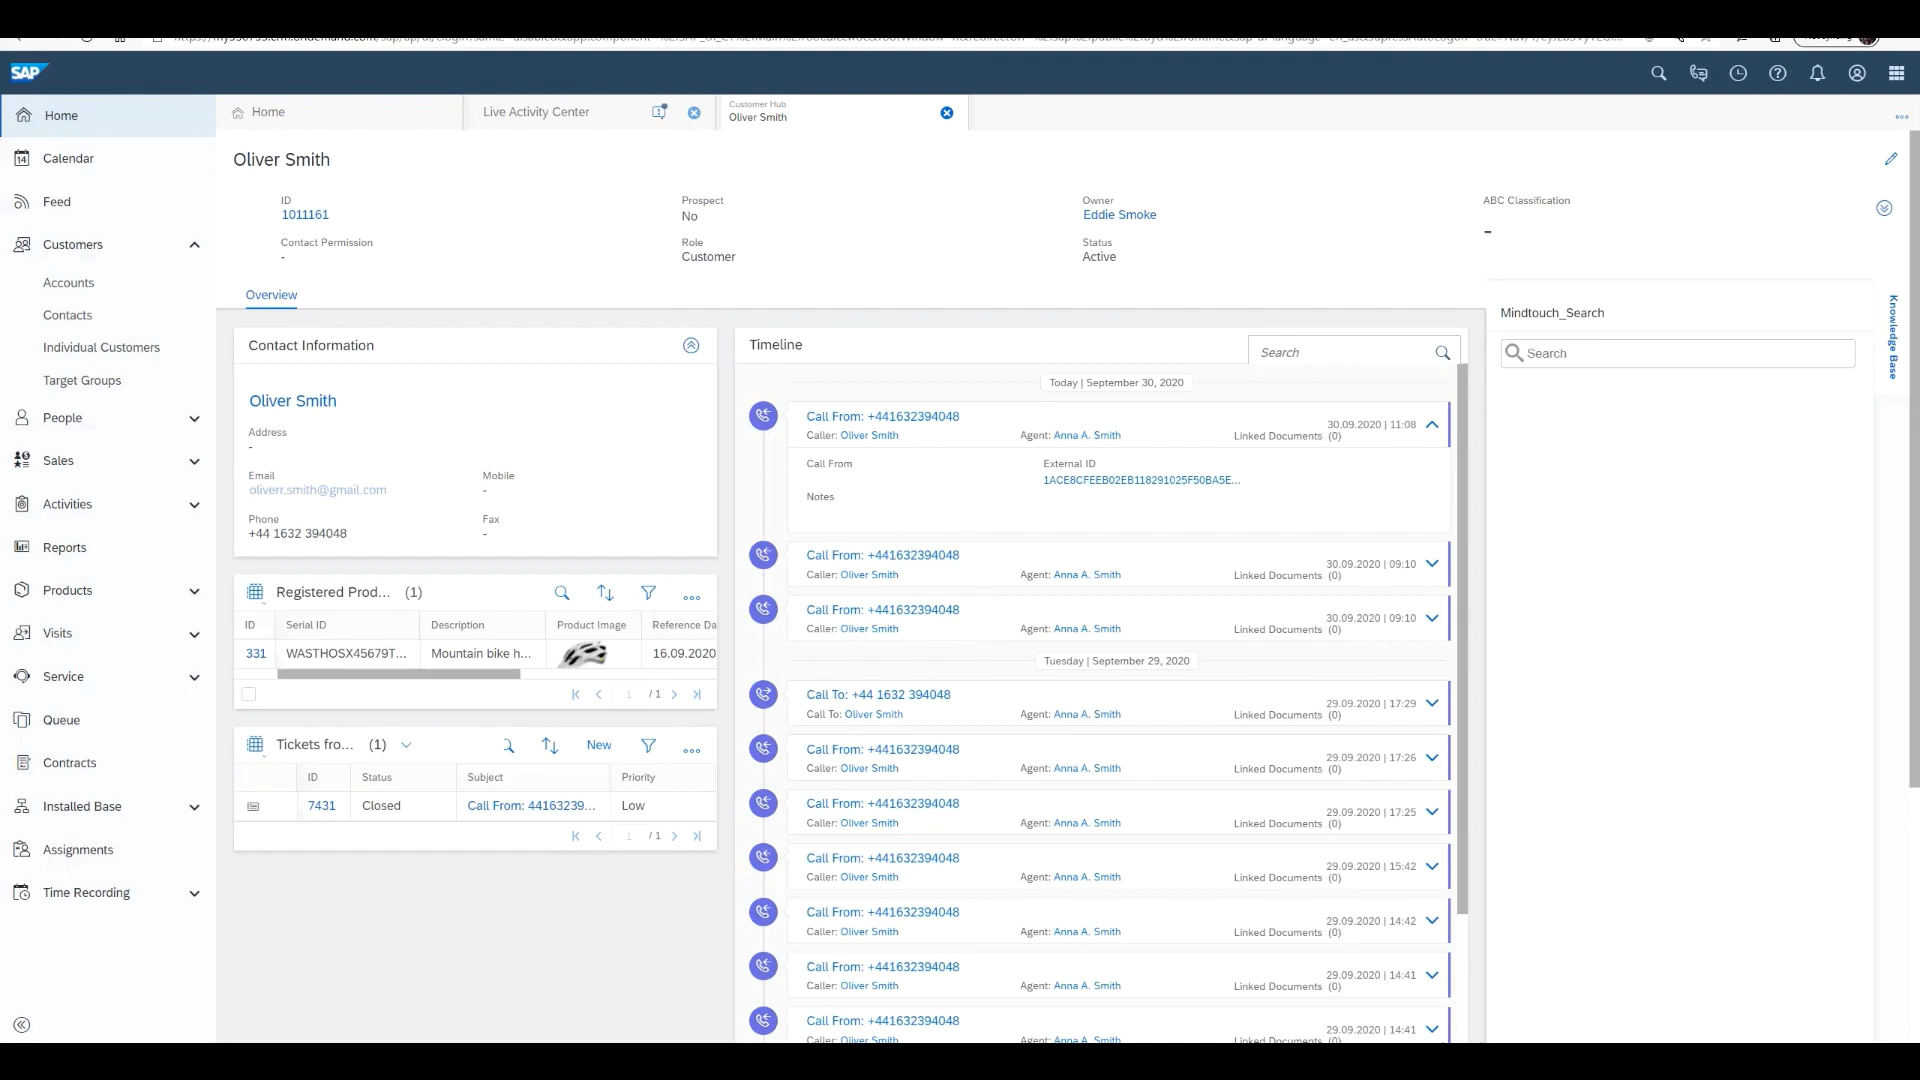 SAP
Home
Calendar
Feed
Customers
Accounts
Contacts
Individual Customers
Target Groups
People
Sales
Activities
Reports
Products
Visits
Service
Queue
Contracts
Installed Base
Assignments
Time Recording
Home
Live Activity Center
Customer Hub
Oliver Smith
Oliver Smith
ID
1011161
Prospect
No
Owner
Eddie Smoke
ABC Classification
-
Contact Permission
-
Role
Customer
Status
Active
Overview
Contact Information
Oliver Smith
Address
-
Email
oliverr.smith@gmail.com
Mobile
-
Phone
+44 1632 394048
Fax
-
Registered Prod... (1)
ID Serial ID Description Product Image Reference Da
331 WASTHOSX45679T... Mountain bike h... 16.09.2020
1 / 1
Tickets fro... (1) New
ID Status Subject Priority
7431 Closed Call From: 44163239... Low
1 / 1
Timeline
Search
Today | September 30, 2020
Call From: +441632394048
30.09.2020 | 11:08
Caller: Oliver Smith Agent: Anna A. Smith Linked Documents (0)
Call From
External ID
1ACE8CFEEB02EB118291025F50BA5E...
Notes
Call From: +441632394048
30.09.2020 | 09:10
Caller: Oliver Smith Agent: Anna A. Smith Linked Documents (0)
Call From: +441632394048
30.09.2020 | 09:10
Caller: Oliver Smith Agent: Anna A. Smith Linked Documents (0)
Tuesday | September 29, 2020
Call To: +44 1632 394048
29.09.2020 | 17:29
Call To: Oliver Smith Agent: Anna A. Smith Linked Documents (0)
Call From: +441632394048
29.09.2020 | 17:26
Caller: Oliver Smith Agent: Anna A. Smith Linked Documents (0)
Call From: +441632394048
29.09.2020 | 17:25
Caller: Oliver Smith Agent: Anna A. Smith Linked Documents (0)
Call From: +441632394048
29.09.2020 | 15:42
Caller: Oliver Smith Agent: Anna A. Smith Linked Documents (0)
Call From: +441632394048
29.09.2020 | 14:42
Caller: Oliver Smith Agent: Anna A. Smith Linked Documents (0)
Call From: +441632394048
29.09.2020 | 14:41
Caller: Oliver Smith Agent: Anna A. Smith Linked Documents (0)
Call From: +441632394048
29.09.2020 | 14:41
Caller: Oliver Smith Agent: Anna A. Smith Linked Documents (0)
Mindtouch_Search
Search
Knowledge Base